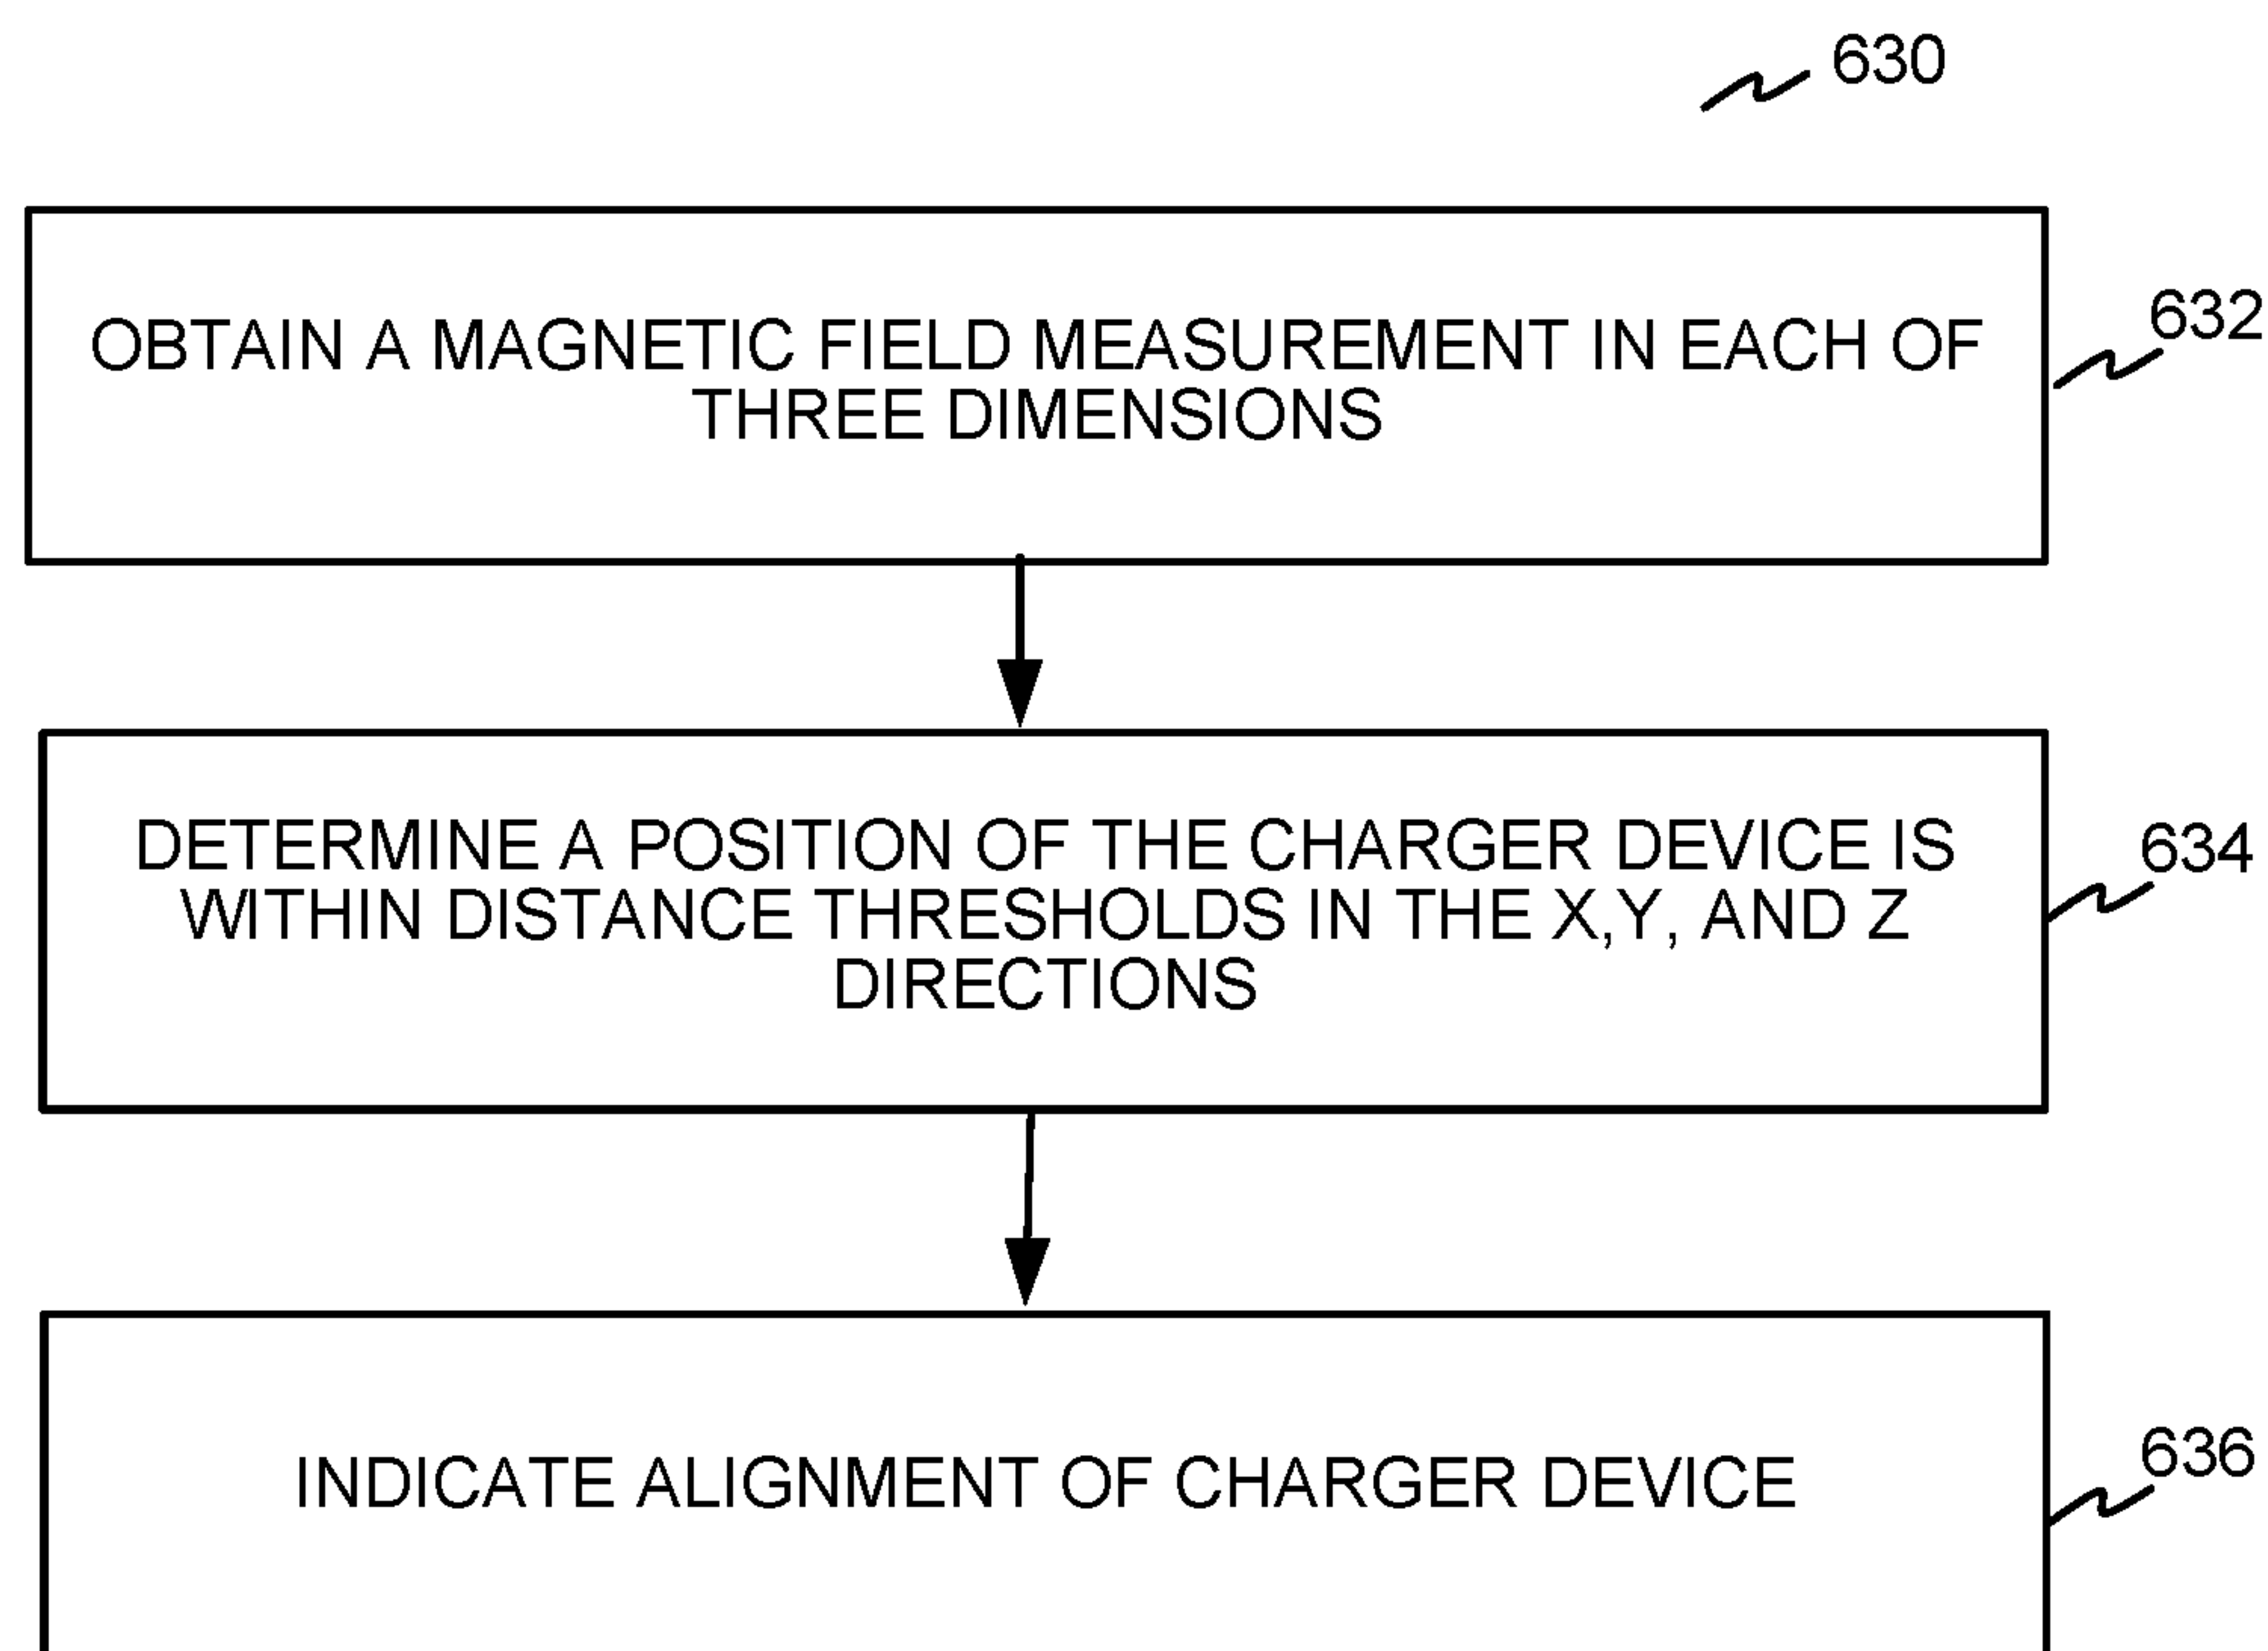 630
OBTAIN A MAGNETIC FIELD MEASUREMENT IN EACH OF
THREE DIMENSIONS
632
DETERMINE A POSITION OF THE CHARGER DEVICE IS
WITHIN DISTANCE THRESHOLDS IN THE X,Y, AND Z
DIRECTIONS
634
INDICATE ALIGNMENT OF CHARGER DEVICE
636